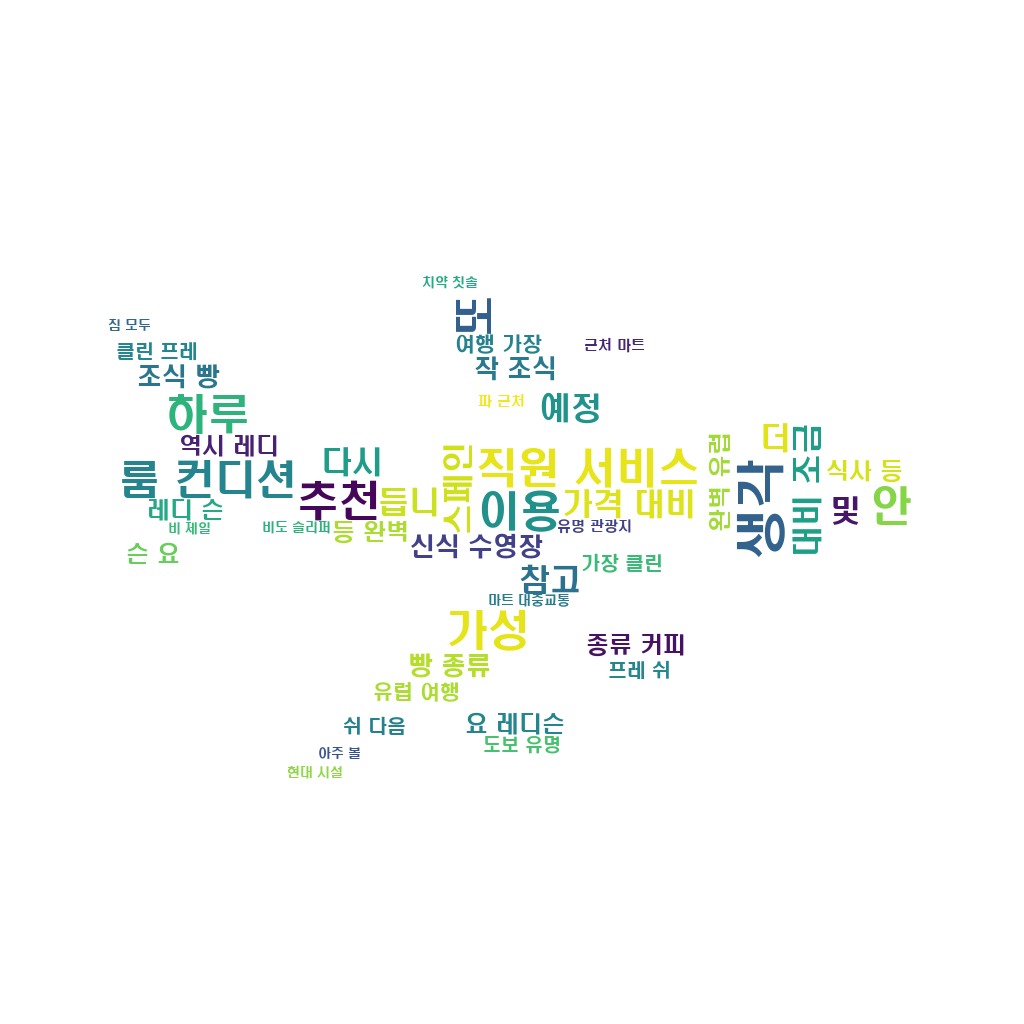 치약 칫솔
버
짐 모두
여행 가장
근처 마트
클린 프레
작 조식
조식 빵
파 근처
예정
하루
역시 레디
다시
스페인
직원 서비스
완벽 유럽
더
조금
룸 컨디션
추천
듭니
이용
가격 대비
생각
식사 등
레디 슨
대비
및
안
비 제일
비도 슬리퍼
등 완벽
유명 관광지
슨 요
신식 수영장
가장 클린
참고
마트 대중교통
가성
종류 커피
빵 종류
프레 쉬
유럽 여행
쉬 다음
요 레디슨
도보 유명
아주 볼
현대 시설